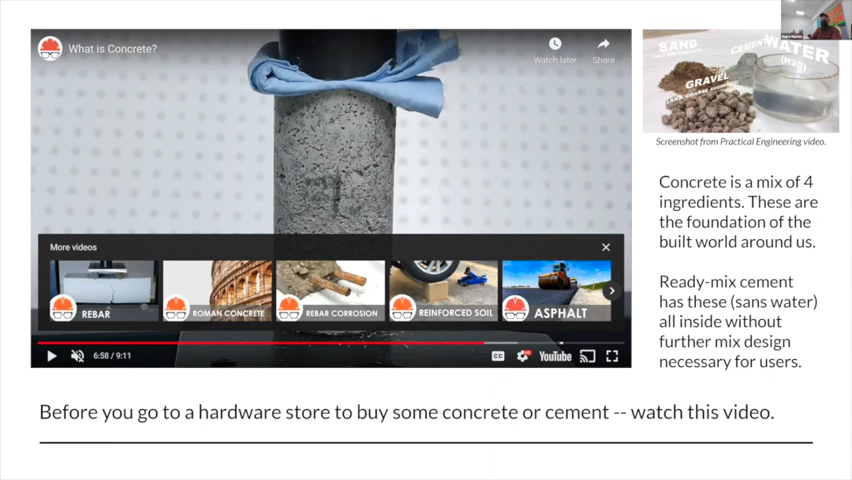 What is Concrete?
Watch later
Share
More videos
REBAR
ROMAN CONCRETE
REBAR CORROSION
REINFORCED SOIL
ASPHALT
6:58 / 9:11
CC
YouTube
SAND
CEMENT
WATER
(H2O)
GRAVEL
Screenshot from Practical Engineering video.
Concrete is a mix of 4
ingredients. These are
the foundation of the
built world around us.
Ready-mix cement
has these (sans water)
all inside without
further mix design
necessary for users.
Before you go to a hardware store to buy some concrete or cement -- watch this video.